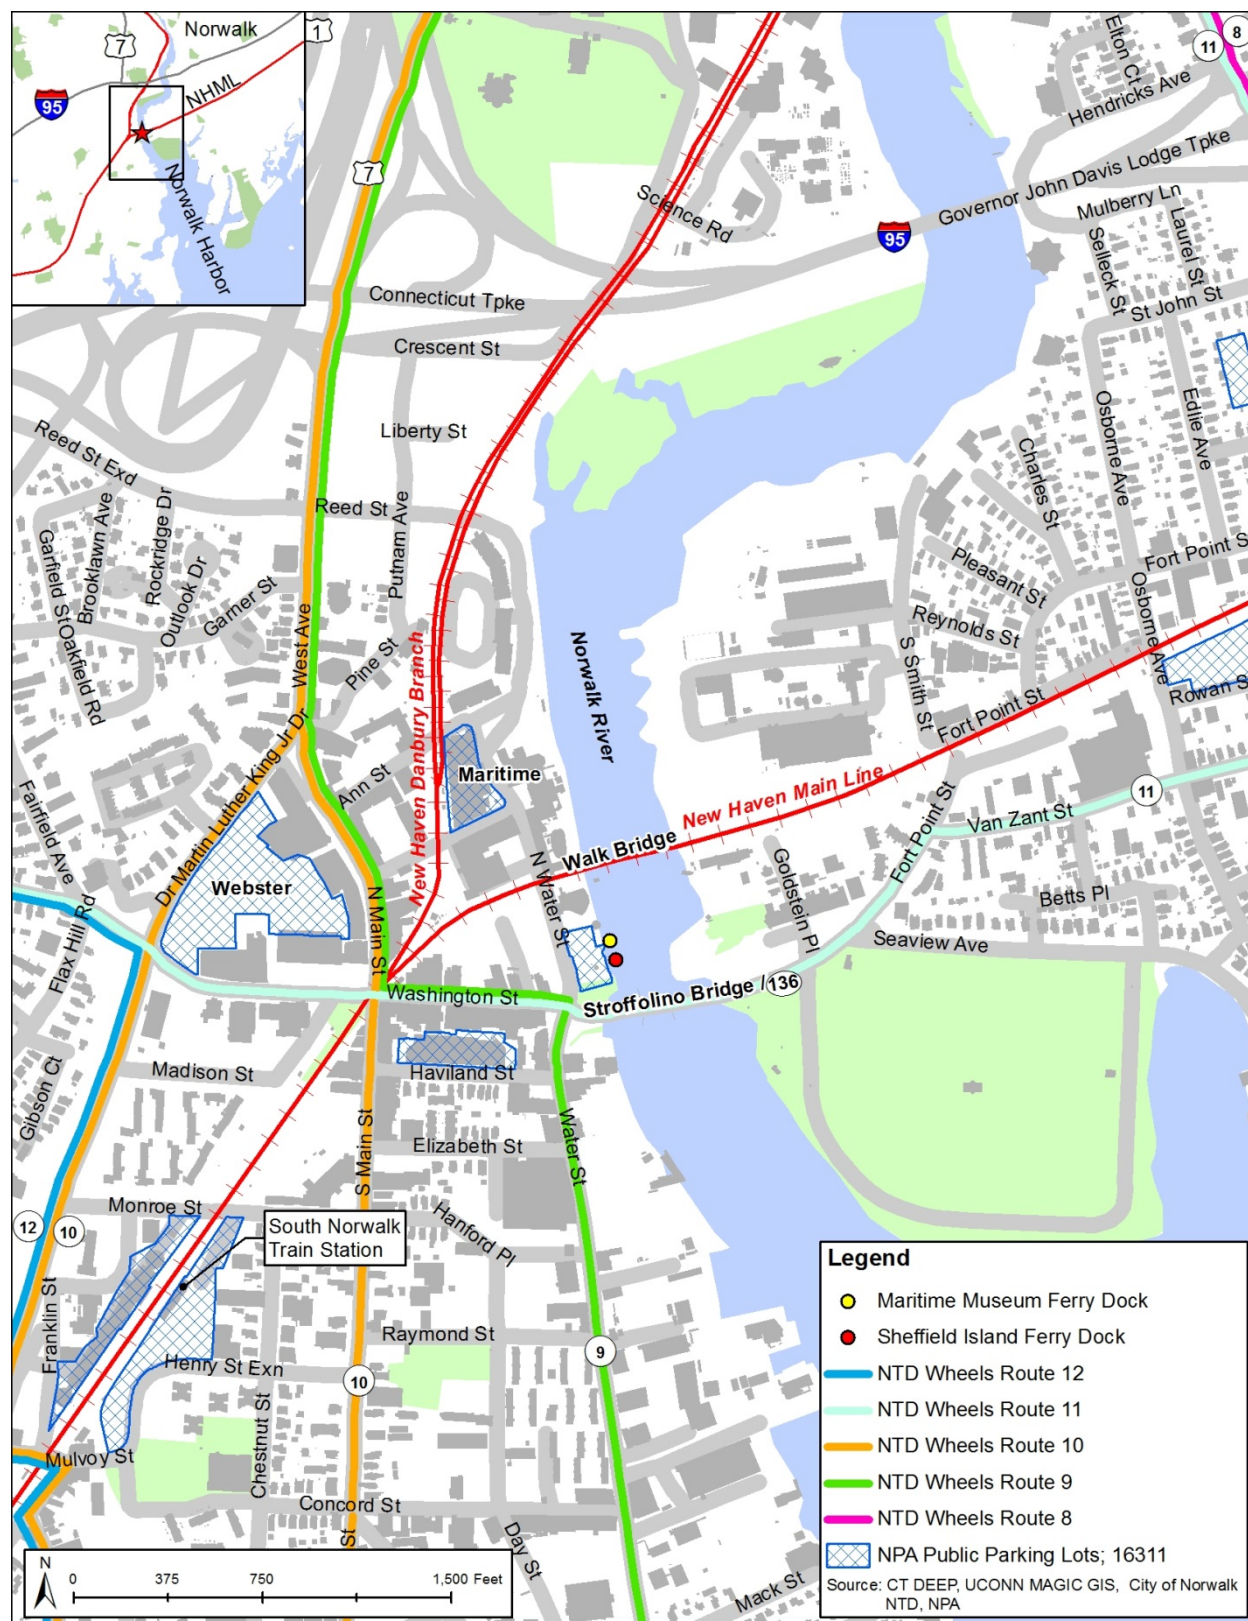 Norwalk
1
7
NHML
95
Norwalk Harbor
7
Elton Ct
11
8
Hendricks Ave
Governor John Davis Lodge Tpke
Science Rd
95
Mulberry Ln
Laurel St
Selleck St
St John St
Connecticut Tpke
Crescent St
Liberty St
Reed St Exd
Reed St
Putnam Ave
Osborne Ave
Edlie Ave
Charles St
Pleasant St
Fort Point S
Garfield St
Brooklawn Ave
Rockridge Dr
Outlook Dr
Garner St
Oakfield Rd
West Ave
Pine St
Reynolds St
Osborne Ave
Rowan S
S Smith St
Fort Point St
Norwalk River
New Haven Danbury Branch
Dr Martin Luther King Jr Dr
Ann St
Maritime
New Haven Main Line
11
Van Zant St
Fort Point St
Walk Bridge
Fairfield Ave
Webster
N Main St
N Water St
Goldstein Pl
Betts Pl
Seaview Ave
Flax Hill Rd
Washington St
Stroffolino Bridge / 136
Gibson Ct
Madison St
Haviland St
Elizabeth St
Water St
S Main St
Monroe St
12
10
South Norwalk
Train Station
Hanford Pl
Franklin St
Raymond St
9
Henry St Exn
10
Chestnut St
Mulvoy St
Concord St
St
Day St
Mack St
N
0 375 750 1,500 Feet
Legend
Maritime Museum Ferry Dock
Sheffield Island Ferry Dock
NTD Wheels Route 12
NTD Wheels Route 11
NTD Wheels Route 10
NTD Wheels Route 9
NTD Wheels Route 8
NPA Public Parking Lots; 16311
Source: CT DEEP, UCONN MAGIC GIS, City of Norwalk
NTD, NPA